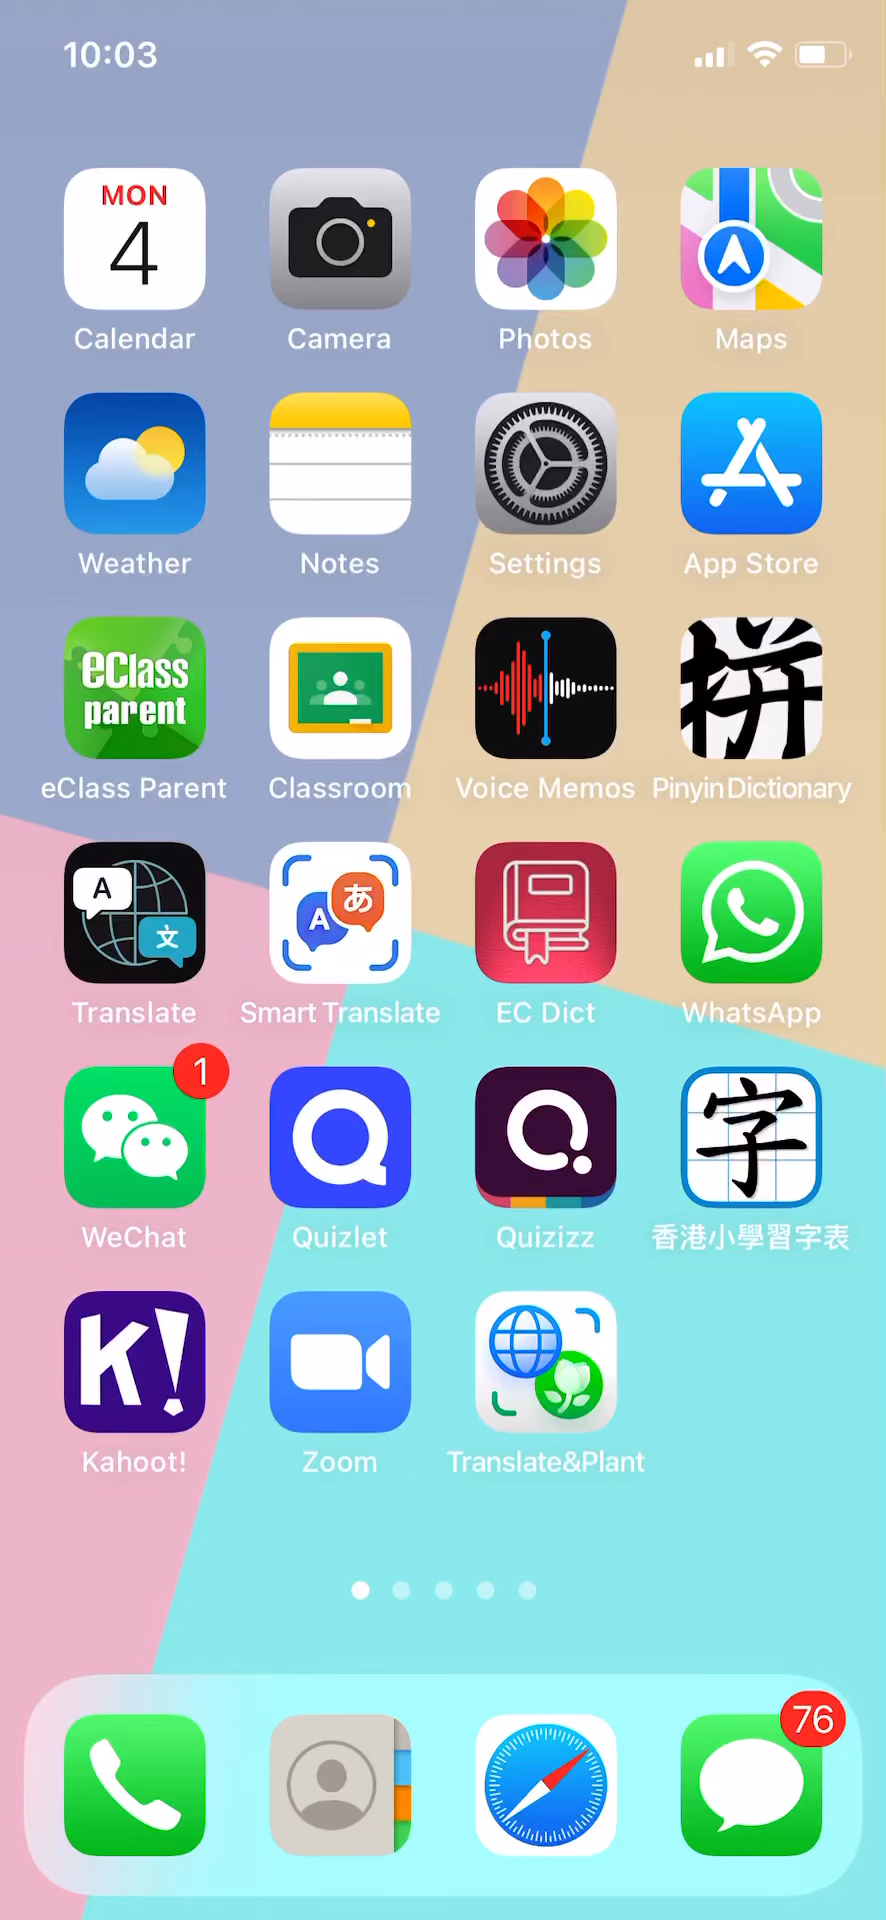 10:03
MON
4
Calendar
Camera
Photos
Maps
Weather
Notes
Settings
App Store
eClass
parent
拼
eClass Parent
Classroom
Voice Memos
PinyinDictionary
A
文
A
あ
Translate
Smart Translate
EC Dict
WhatsApp
1
字
WeChat
Quizlet
Quizizz
香港小學習字表
K!
Kahoot!
Zoom
Translate&Plant
76